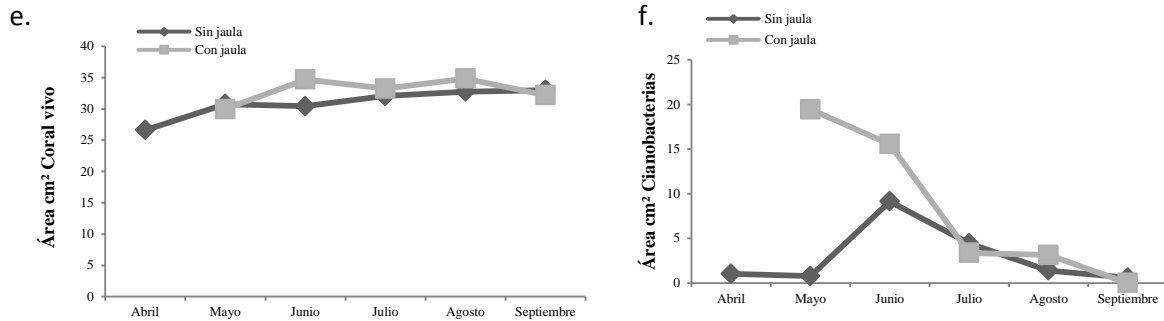 e.
Sin jaula
Con jaula
Área cm² Coral vivo
40
35
30
25
20
15
10
5
0
Abril Mayo Junio Julio Agosto Septiembre
f.
Sin jaula
Con jaula
Área cm² Cianobacterias
25
20
15
10
5
0
Abril Mayo Junio Julio Agosto Septiembre